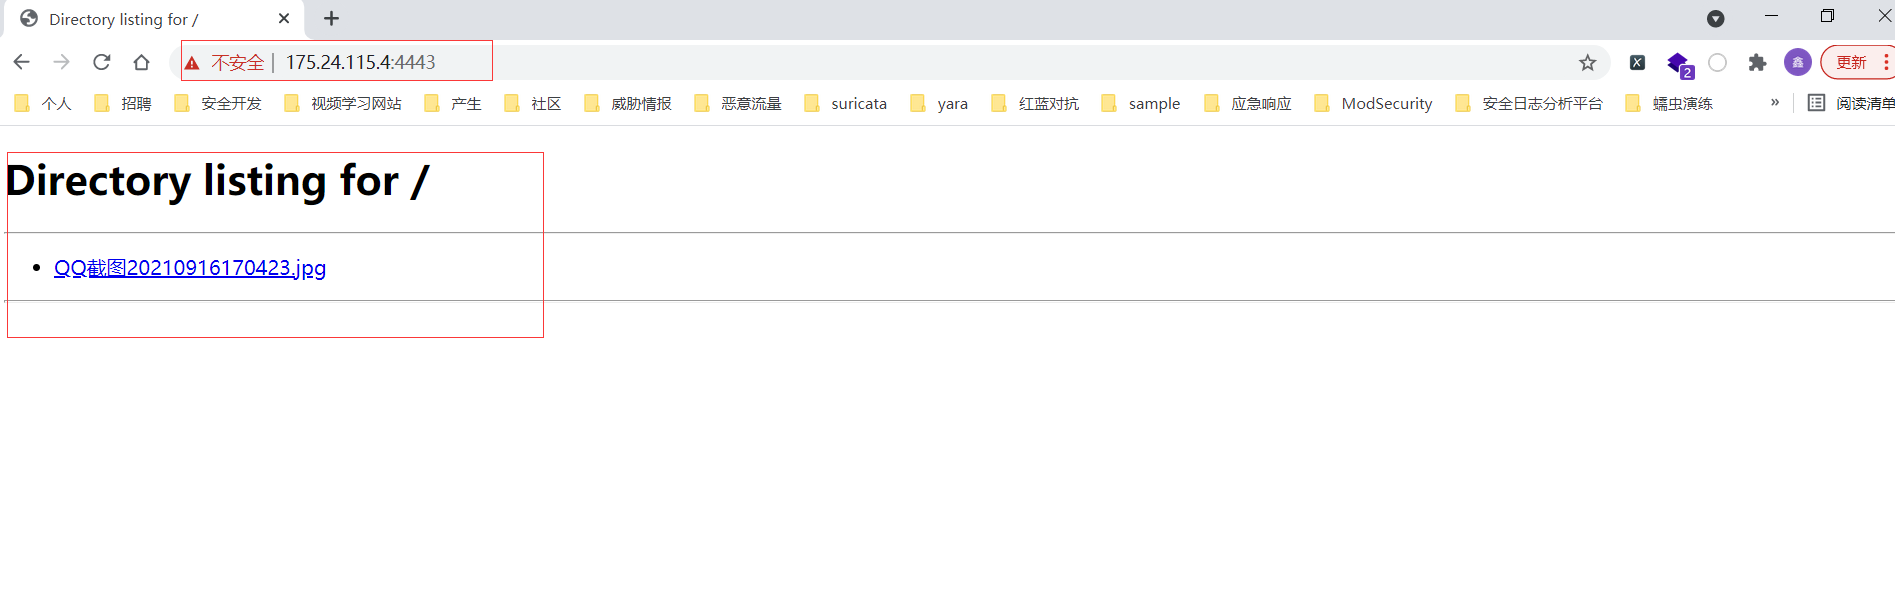 Directory listing for /
不安全 | 175.24.115.4:4443
鑫
更新
2
个人 招聘 安全开发 视频学习网站 产生 社区 威胁情报 恶意流量 suricata yara 红蓝对抗 sample 应急响应 ModSecurity 安全日志分析平台 蠕虫演练 » 阅读清单
Directory listing for /
QQ截图20210916170423.jpg